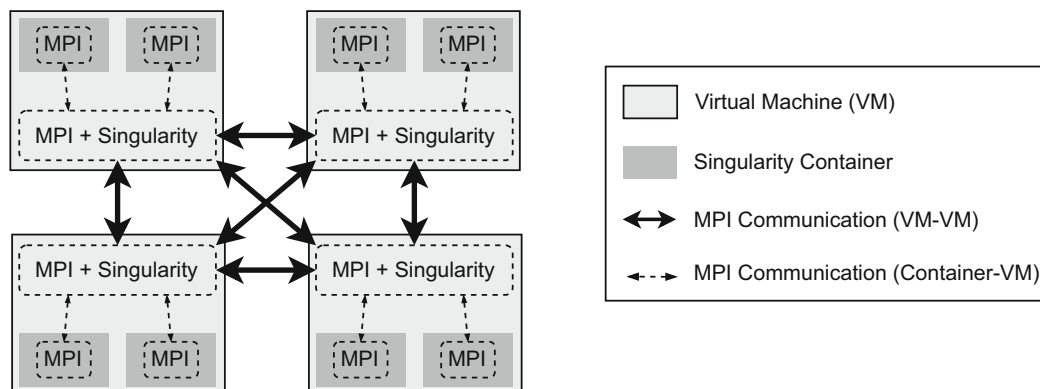 MPI MPI MPI MPI
MPI + Singularity MPI + Singularity
MPI + Singularity MPI + Singularity
MPI MPI MPI MPI
Virtual Machine (VM)
Singularity Container
MPI Communication (VM-VM)
MPI Communication (Container-VM)